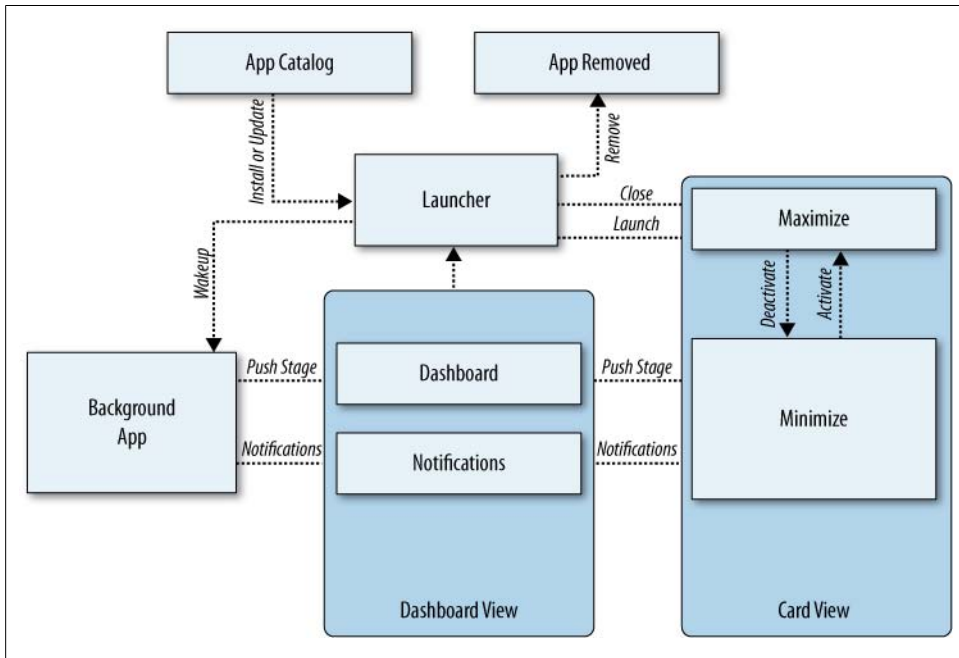 App Catalog
App Removed
Install or Update
Remove
Launcher
Close
Launch
Maximize
Wakeup
Deactivate
Activate
Background
App
Push Stage
Dashboard
Push Stage
Minimize
Notifications
Notifications
Notifications
Dashboard View
Card View